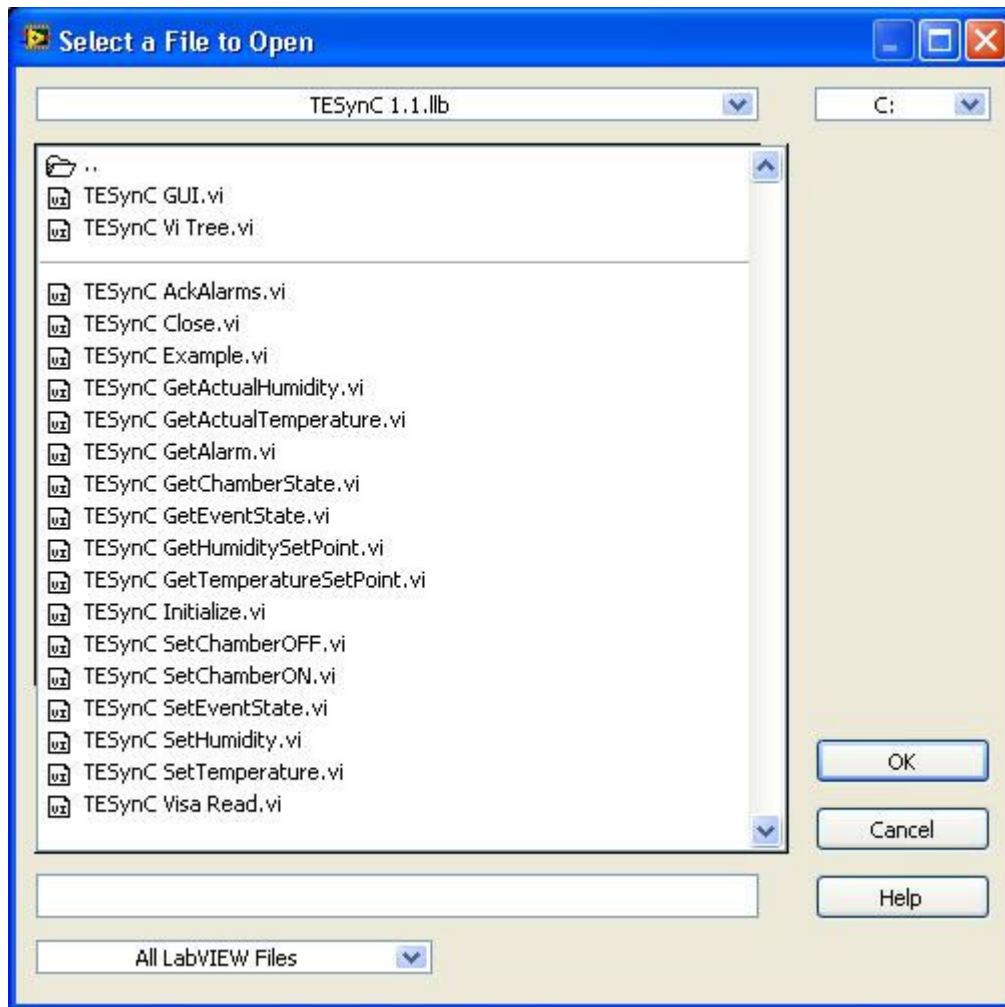 Select a File to Open
TESynC 1.1.llb
C:
..
TESynC GUI.vi
TESynC Vi Tree.vi
TESynC AckAlarms.vi
TESynC Close.vi
TESynC Example.vi
TESynC GetActualHumidity.vi
TESynC GetActualTemperature.vi
TESynC GetAlarm.vi
TESynC GetChamberState.vi
TESynC GetEventState.vi
TESynC GetHumiditySetPoint.vi
TESynC GetTemperatureSetPoint.vi
TESynC Initialize.vi
TESynC SetChamberOFF.vi
TESynC SetChamberON.vi
TESynC SetEventState.vi
TESynC SetHumidity.vi
TESynC SetTemperature.vi
TESynC Visa Read.vi
OK
Cancel
Help
All LabVIEW Files